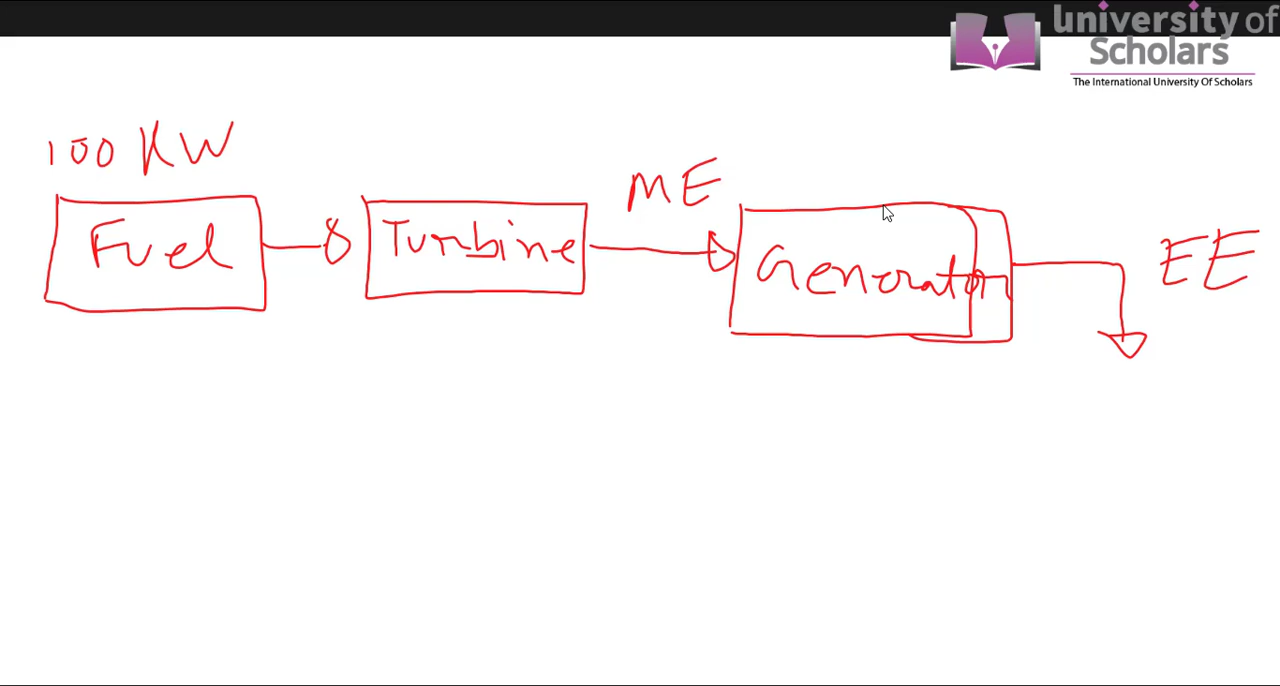 university of
Scholars
The International University Of Scholars
100 KW
Fuel
Turbine
ME
Generator
EE